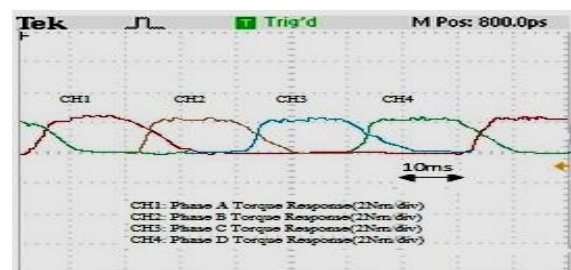 Tek T Trig'd M Pos: 800.0ps
CH1 CH2 CH3 CH4
10ms
CH1: Phase A Torque Response(2Nm/div)
CH2: Phase B Torque Response(2Nm/div)
CH3: Phase C Torque Response(2Nm/div)
CH4: Phase D Torque Response(2Nm/div)